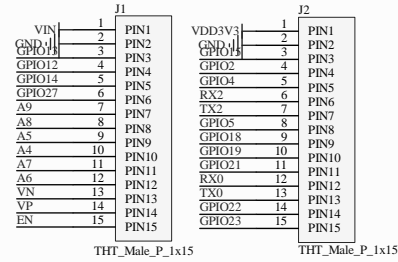 J1
VIN 1 PIN1
GND 2 PIN2
GPIO13 3 PIN3
GPIO12 4 PIN4
GPIO14 5 PIN5
GPIO27 6 PIN6
A9 7 PIN7
A8 8 PIN8
A5 9 PIN9
A4 10 PIN10
A7 11 PIN11
A6 12 PIN12
VN 13 PIN13
VP 14 PIN14
EN 15 PIN15
THT_Male_P_1x15
J2
VDD3V3 1 PIN1
GND 2 PIN2
GPIO15 3 PIN3
GPIO2 4 PIN4
GPIO4 5 PIN5
RX2 6 PIN6
TX2 7 PIN7
GPIO5 8 PIN8
GPIO18 9 PIN9
GPIO19 10 PIN10
GPIO21 11 PIN11
RX0 12 PIN12
TX0 13 PIN13
GPIO22 14 PIN14
GPIO23 15 PIN15
THT_Male_P_1x15